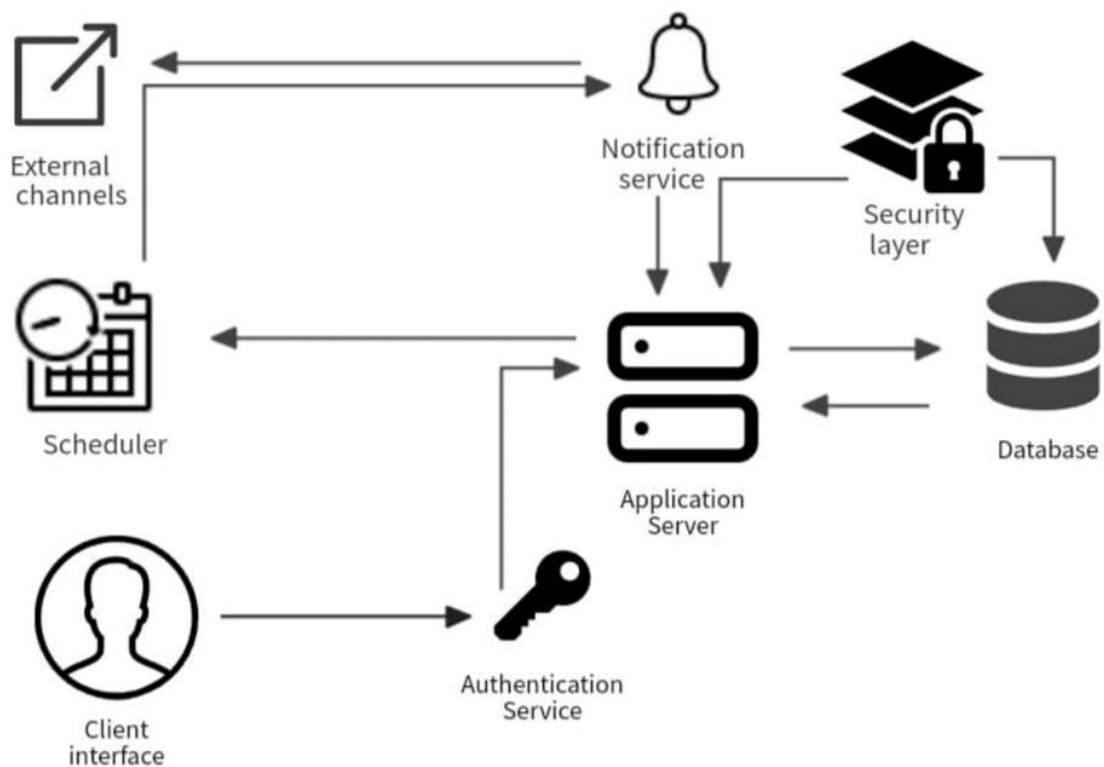 External
channels
Notification
service
Security
layer
Scheduler
Database
Application
Server
Authentication
Service
Client
interface